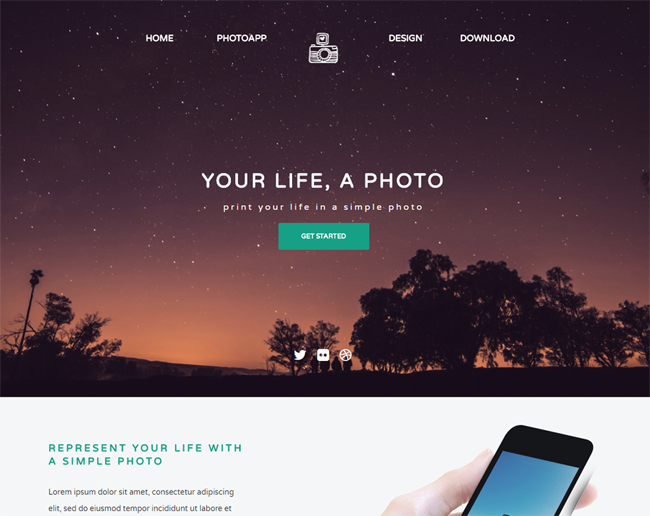 HOME PHOTOAPP DESIGN DOWNLOAD
YOUR LIFE, A PHOTO
print your life in a simple photo
GET STARTED
REPRESENT YOUR LIFE WITH
A SIMPLE PHOTO
Lorem ipsum dolor sit amet, consectetur adipiscing
elit, sed do eiusmod tempor incididunt ut labore et